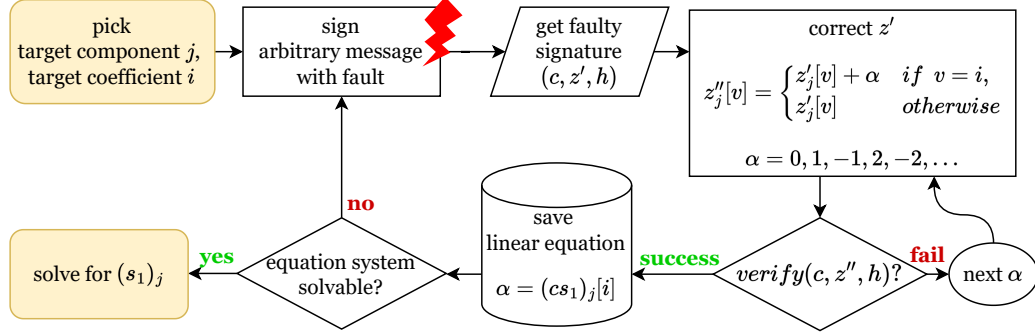 pick
target component j,
target coefficient i
sign
arbitrary message
with fault
get faulty
signature
(c, z′, h)
correct z′
z″_j[v] = { z′_j[v] + α if v = i,
z′_j[v] otherwise
α = 0, 1, −1, 2, −2, . . .
verify(c, z″, h)?
fail
next α
success
save
linear equation
α = (cs₁)_j[i]
equation system
solvable?
no
yes
solve for (s₁)_j